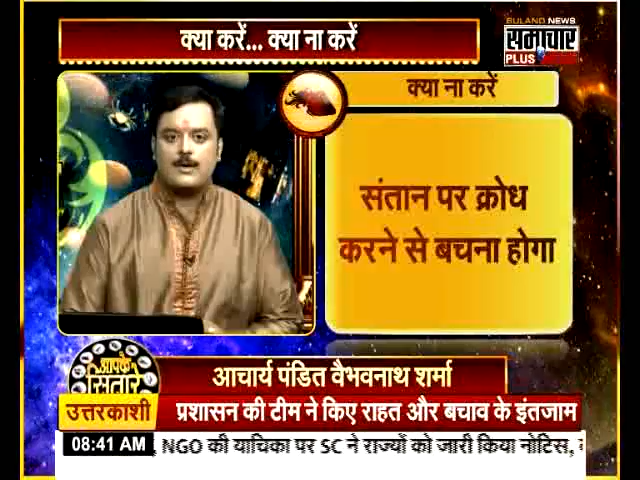 क्या करें... क्या ना करें
BULAND NEWS
समाचार
PLUS
क्या ना करें
संतान पर क्रोध
करने से बचना होगा
आपके
सितारे
आचार्य पंडित वैभवनाथ शर्मा
उत्तरकाशी
प्रशासन की टीम ने किए राहत और बचाव के इंतजाम
08:41 AM
, NGO की याचिका पर SC ने राज्यों को जारी किया नोटिस,